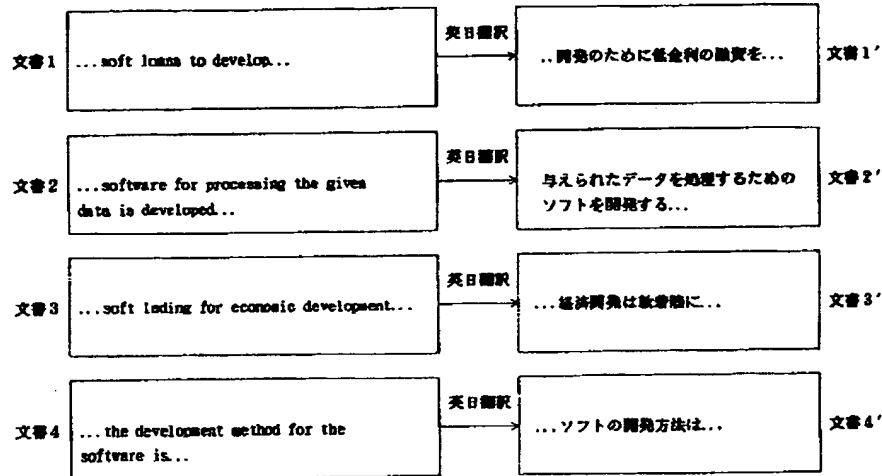 英日翻訳
文書1 ...soft loans to develop... ..開発のために低金利の融資を... 文書1'
英日翻訳
文書2 ...software for processing the given 与えられたデータを処理するための 文書2'
data is developed... ソフトを開発する...
英日翻訳
文書3 ...soft lnding for economic development... ...経済開発は軟着陸に... 文書3'
英日翻訳
文書4 ...the development method for the ...ソフトの開発方法は... 文書4'
software is...